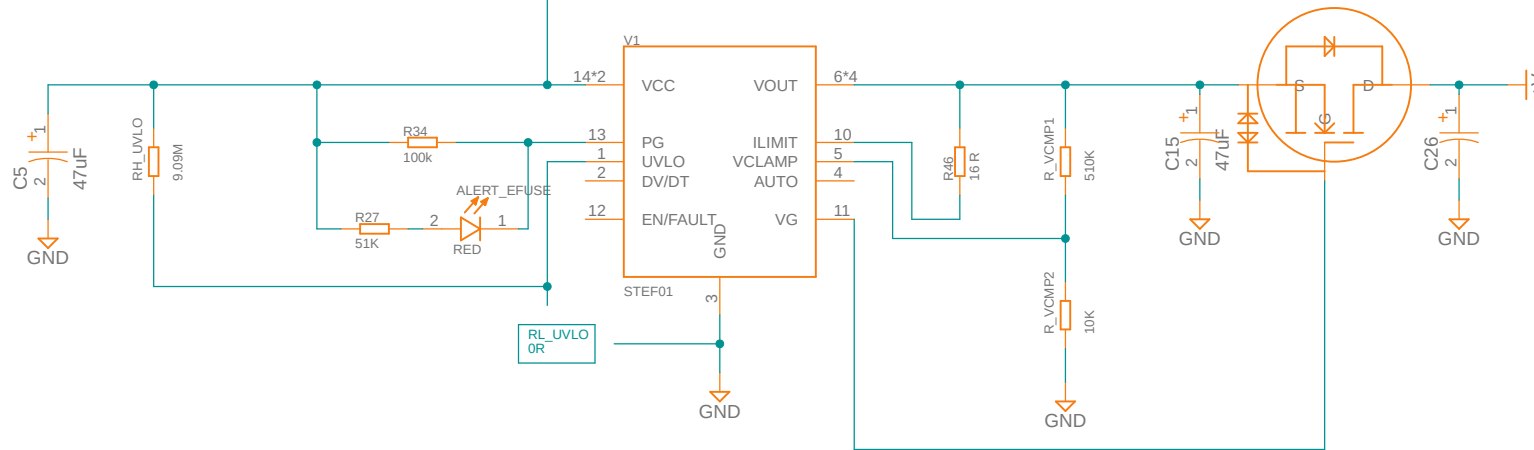 V1
14*2
VCC
VOUT
6*4
S
D
G
1
+
C5
47uF
2
GND
RH_UVLO
9.09M
R34
100k
13
PG
ILIMIT
10
1
UVLO
VCLAMP
5
2
DV/DT
AUTO
4
ALERT_EFUSE
R27
51K
2
1
RED
12
EN/FAULT
VG
11
GND
STEF01
3
RL_UVLO
0R
GND
R46
16 R
R_VCMP1
510K
R_VCMP2
10K
GND
1
+
C15
47uF
2
GND
1
+
C26
2
GND